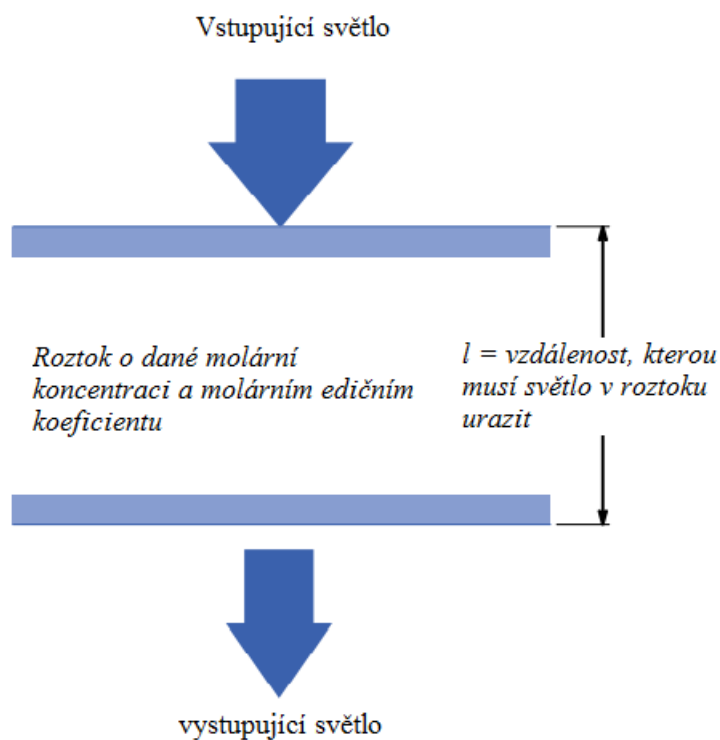 Vstupující světlo
Roztok o dané molární
koncentraci a molárním edičním
koeficientu
l = vzdálenost, kterou
musí světlo v roztoku
urazit
vystupující světlo